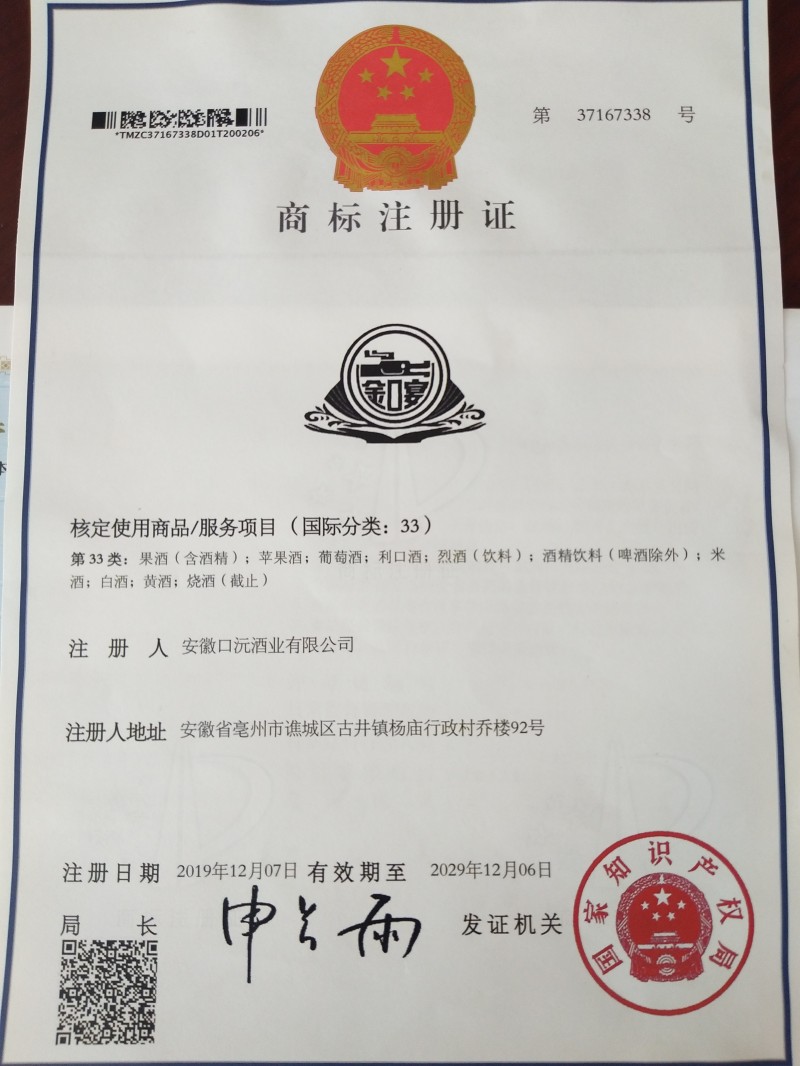 第 37167338 号
*TMZC37167338D01T200206*
商标注册证
金口宴
核定使用商品/服务项目（国际分类：33）
第33类：果酒（含酒精）；苹果酒；葡萄酒；利口酒；烈酒（饮料）；酒精饮料（啤酒除外）；米
酒；白酒；黄酒；烧酒（截止）
注册人 安徽口沅酒业有限公司
注册人地址 安徽省亳州市谯城区古井镇杨庙行政村乔楼92号
注册日期 2019年12月07日 有效期至 2029年12月06日
局长 申长雨 发证机关
国家知识产权局